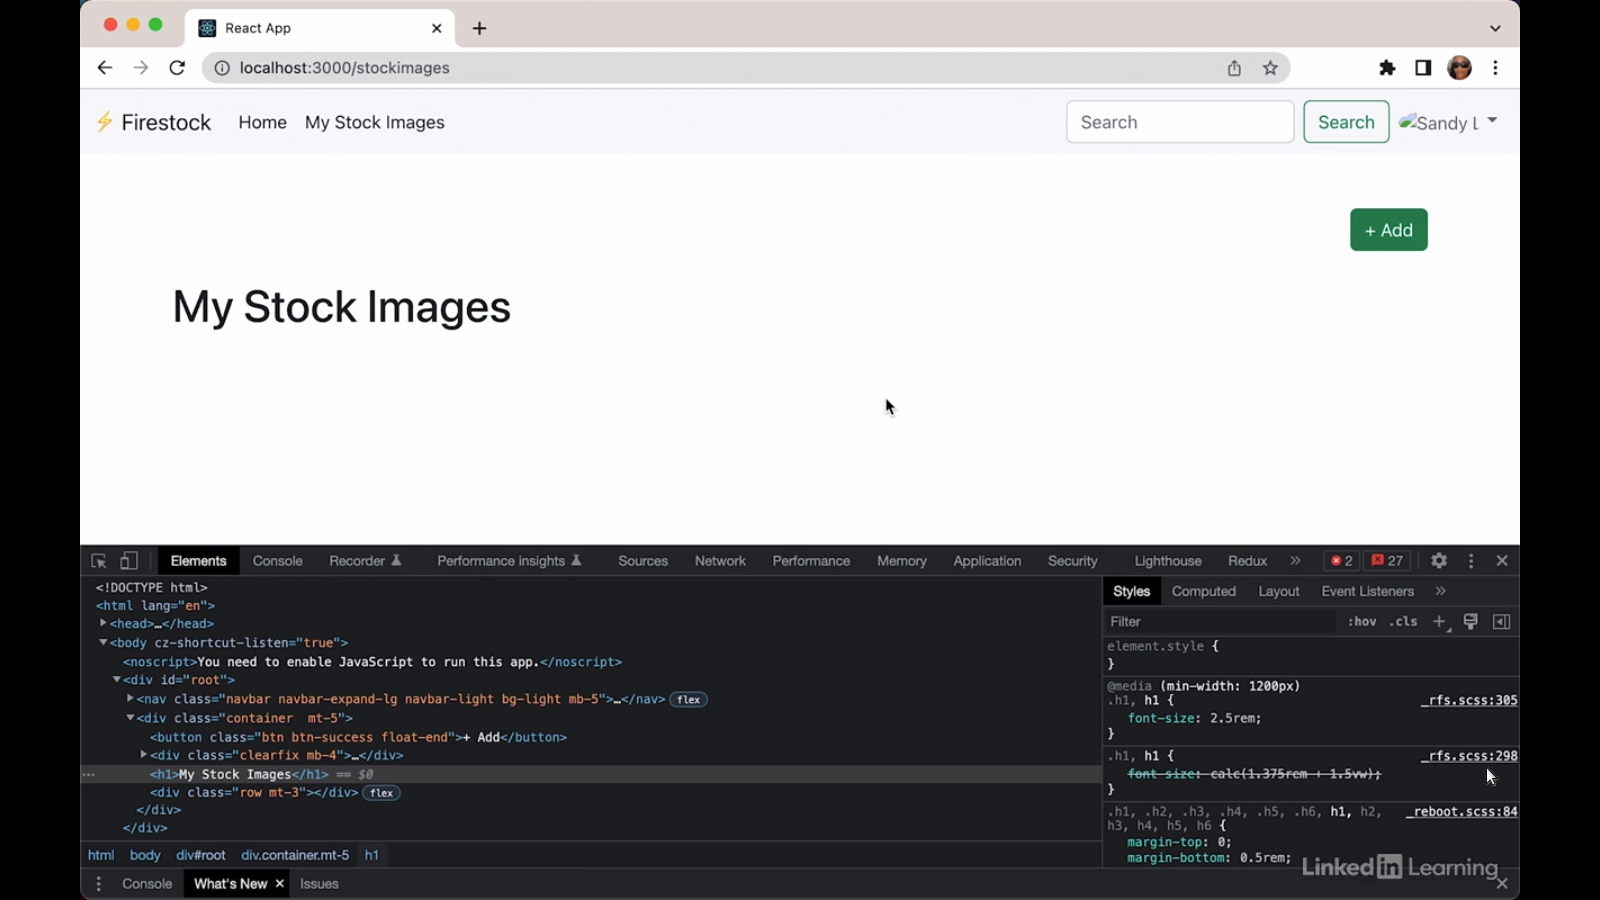 React App
localhost:3000/stockimages
⚡ Firestock Home My Stock Images Search Search Sandy L
+ Add
My Stock Images
Elements Console Recorder Performance insights Sources Network Performance Memory Application Security Lighthouse Redux » 2 27
<!DOCTYPE html>
<html lang="en">
<head>…</head>
<body cz-shortcut-listen="true">
<noscript>You need to enable JavaScript to run this app.</noscript>
<div id="root">
<nav class="navbar navbar-expand-lg navbar-light bg-light mb-5">…</nav> flex
<div class="container  mt-5">
<button class="btn btn-success float-end">+ Add</button>
<div class="clearfix mb-4">…</div>
<h1>My Stock Images</h1> == $0
<div class="row mt-3"></div> flex
</div>
</div>
html body div#root div.container.mt-5 h1
Styles Computed Layout Event Listeners »
Filter :hov .cls +
element.style {
}
@media (min-width: 1200px)
.h1, h1 { _rfs.scss:305
font-size: 2.5rem;
}
.h1, h1 { _rfs.scss:298
font-size: calc(1.375rem + 1.5vw);
}
.h1, .h2, .h3, .h4, .h5, .h6, h1, h2, _reboot.scss:84
h3, h4, h5, h6 {
margin-top: 0;
margin-bottom: 0.5rem;
LinkedIn Learning
Console What's New × Issues